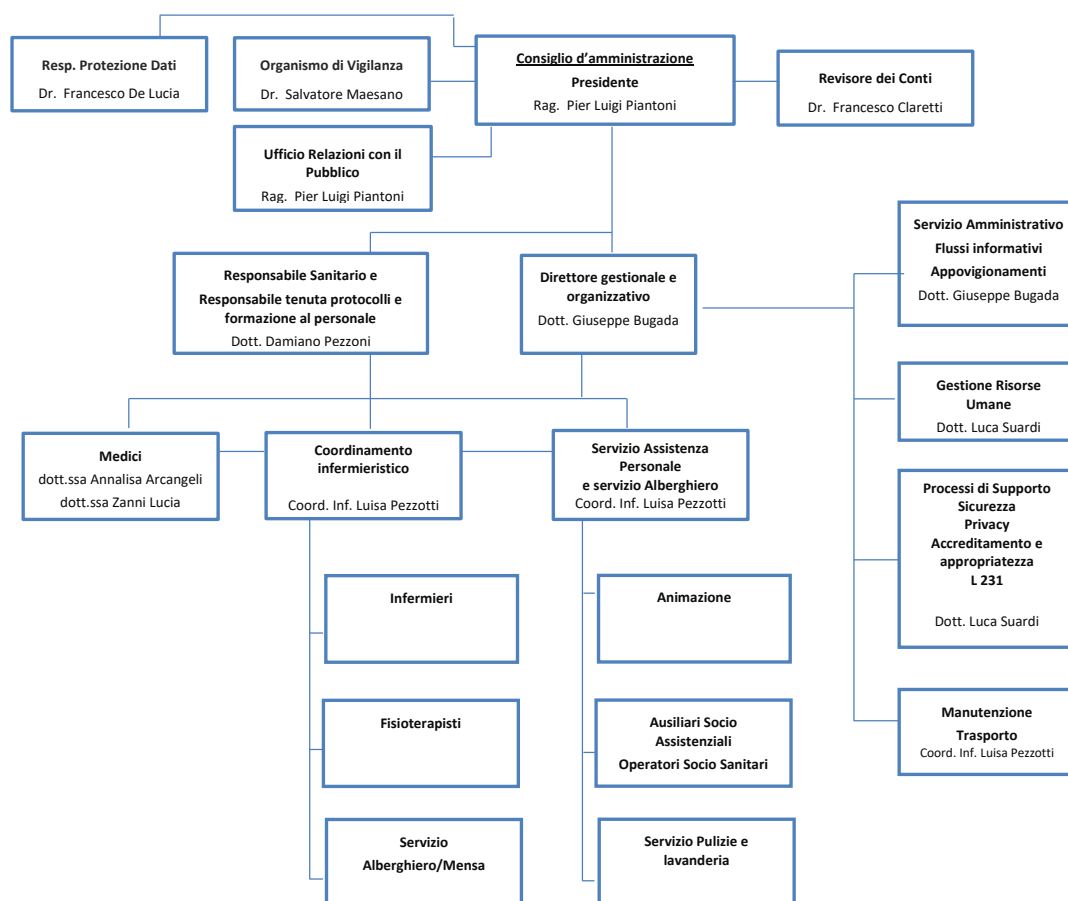 Resp. Protezione Dati
Dr. Francesco De Lucia
Organismo di Vigilanza
Dr. Salvatore Maesano
Consiglio d'amministrazione
Presidente
Rag. Pier Luigi Piantoni
Revisore dei Conti
Dr. Francesco Claretti
Ufficio Relazioni con il
Pubblico
Rag. Pier Luigi Piantoni
Responsabile Sanitario e
Responsabile tenuta protocolli e
formazione al personale
Dott. Damiano Pezzoni
Direttore gestionale e
organizzativo
Dott. Giuseppe Bugada
Servizio Amministrativo
Flussi informativi
Appovigionamenti
Dott. Giuseppe Bugada
Gestione Risorse
Umane
Dott. Luca Suardi
Medici
dott.ssa Annalisa Arcangeli
dott.ssa Zanni Lucia
Coordinamento
infermieristico
Coord. Inf. Luisa Pezzotti
Servizio Assistenza
Personale
e servizio Alberghiero
Coord. Inf. Luisa Pezzotti
Processi di Supporto
Sicurezza
Privacy
Accreditamento e
appropriatezza
L 231
Dott. Luca Suardi
Infermieri
Animazione
Fisioterapisti
Ausiliari Socio
Assistenziali
Operatori Socio Sanitari
Manutenzione
Trasporto
Coord. Inf. Luisa Pezzotti
Servizio
Alberghiero/Mensa
Servizio Pulizie e
lavanderia